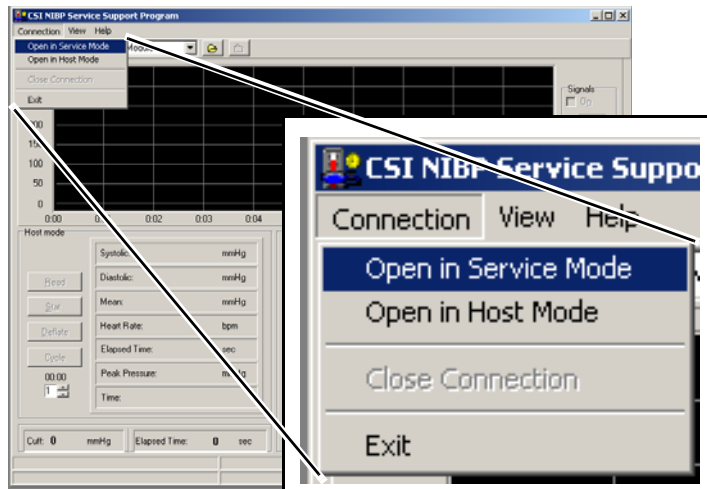 CSI NIBP Service Support Program
Connection View Help
Open in Service Mode
Open in Host Mode
Close Connection
Exit
Signals
200
150
100
50
0
0:00 0:02 0:03 0:04
Host mode
Systolic: mmHg
Read Diastolic: mmHg
Mean: mmHg
Start
Heart Rate: bpm
Deflate
Elapsed Time: sec
Cycle
00:00 Peak Pressure: mmHg
1
Time:
Cuff: 0 mmHg Elapsed Time: 0 sec
CSI NIBP Service Suppo
Connection View Help
Open in Service Mode
Open in Host Mode
Close Connection
Exit